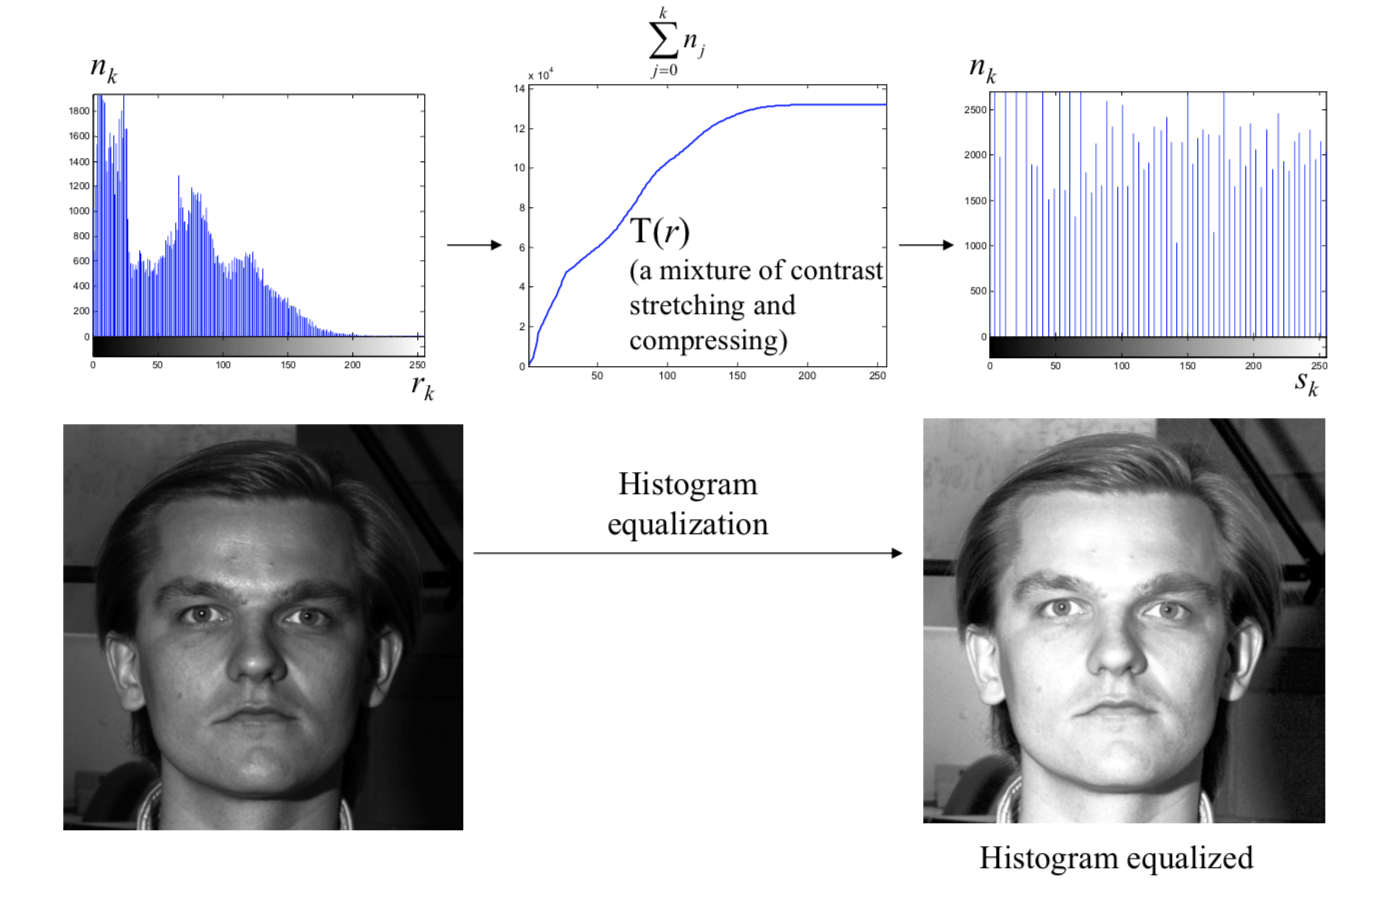 n_k
1800
1600
1400
1200
1000
800
600
400
200
0
0 50 100 150 200 250
r_k
k
∑ n_j
j=0
x 10^4
14
12
10
8
6
4
2
0
50 100 150 200 250
T(r)
(a mixture of contrast
stretching and
compressing)
n_k
2500
2000
1500
1000
500
0
0 50 100 150 200 250
s_k
Histogram
equalization
Histogram equalized